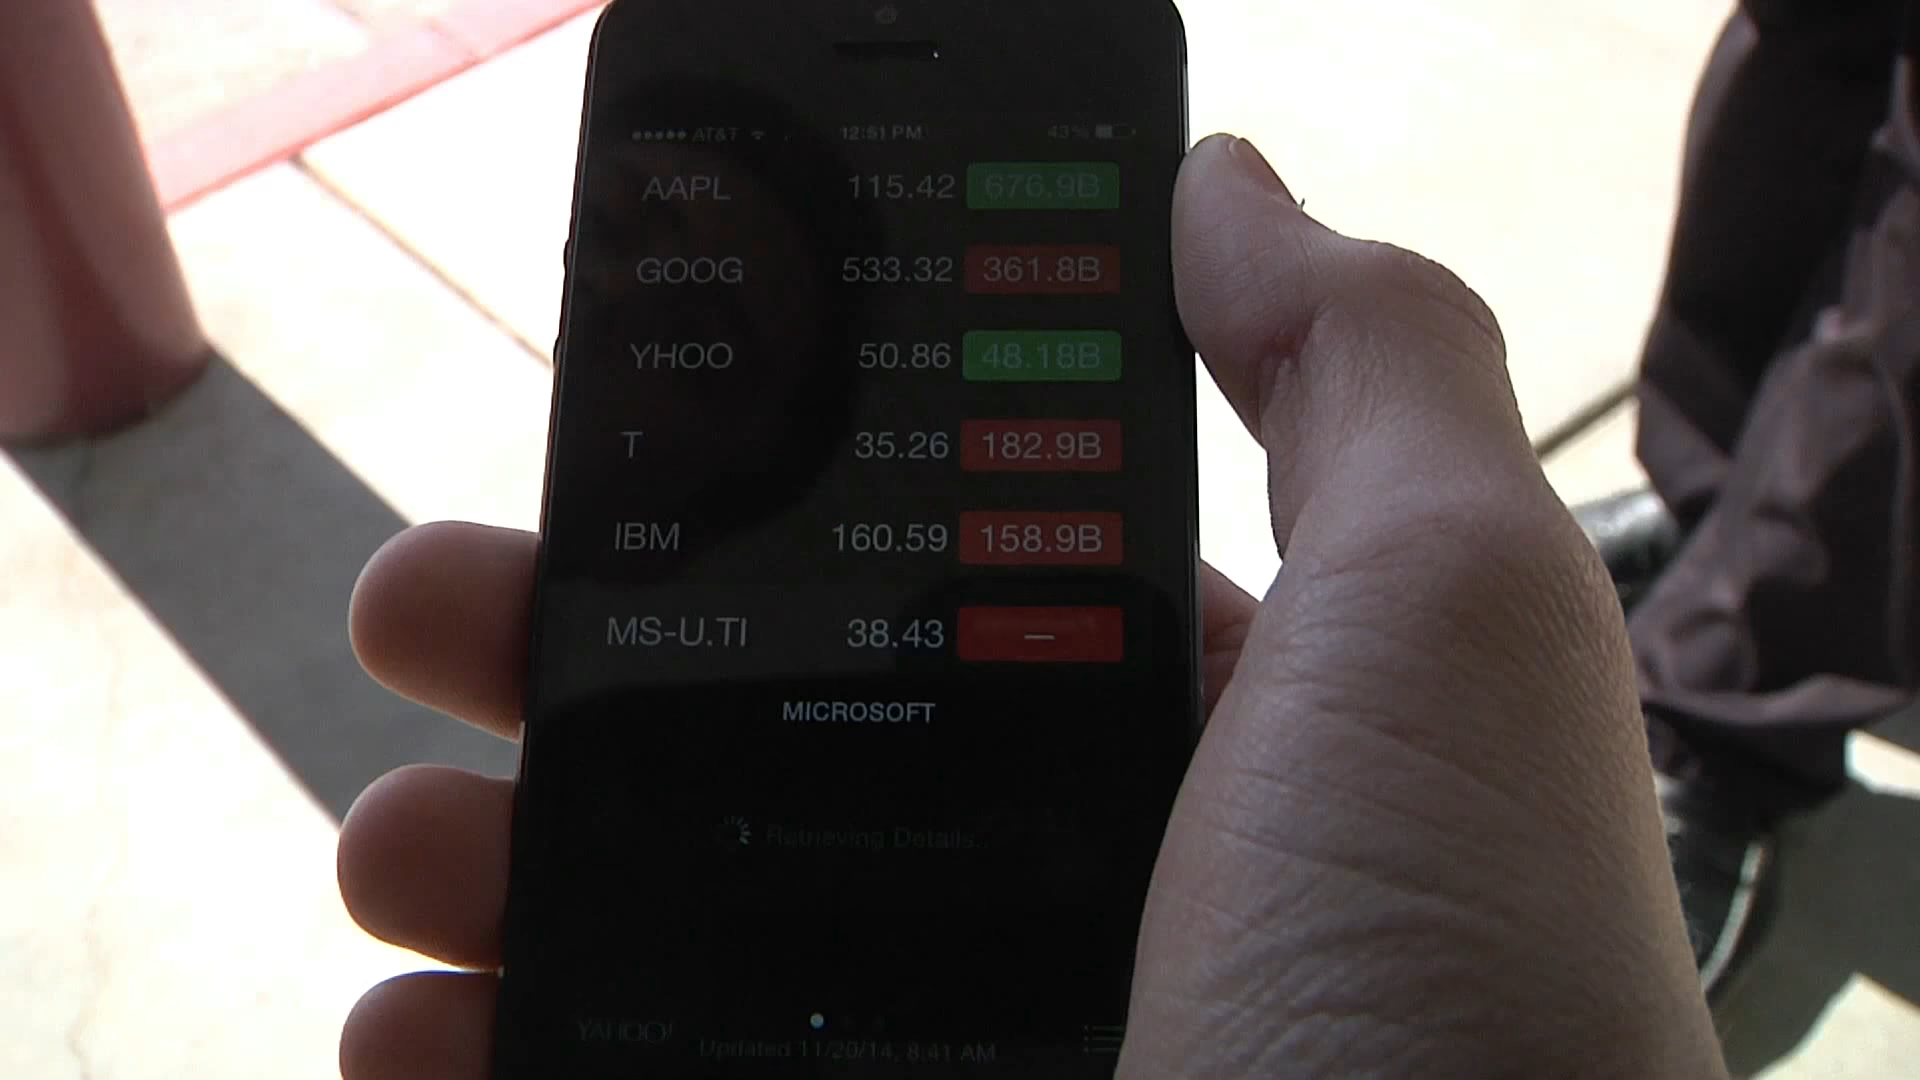 AT&T 12:51 PM 43%
AAPL 115.42 676.9B
GOOG 533.32 361.8B
YHOO 50.86 48.18B
T 35.26 182.9B
IBM 160.59 158.9B
MS-U.TI 38.43 —
MICROSOFT
Retrieving Details...
YAHOO!
Updated 11/20/14, 8:41 AM